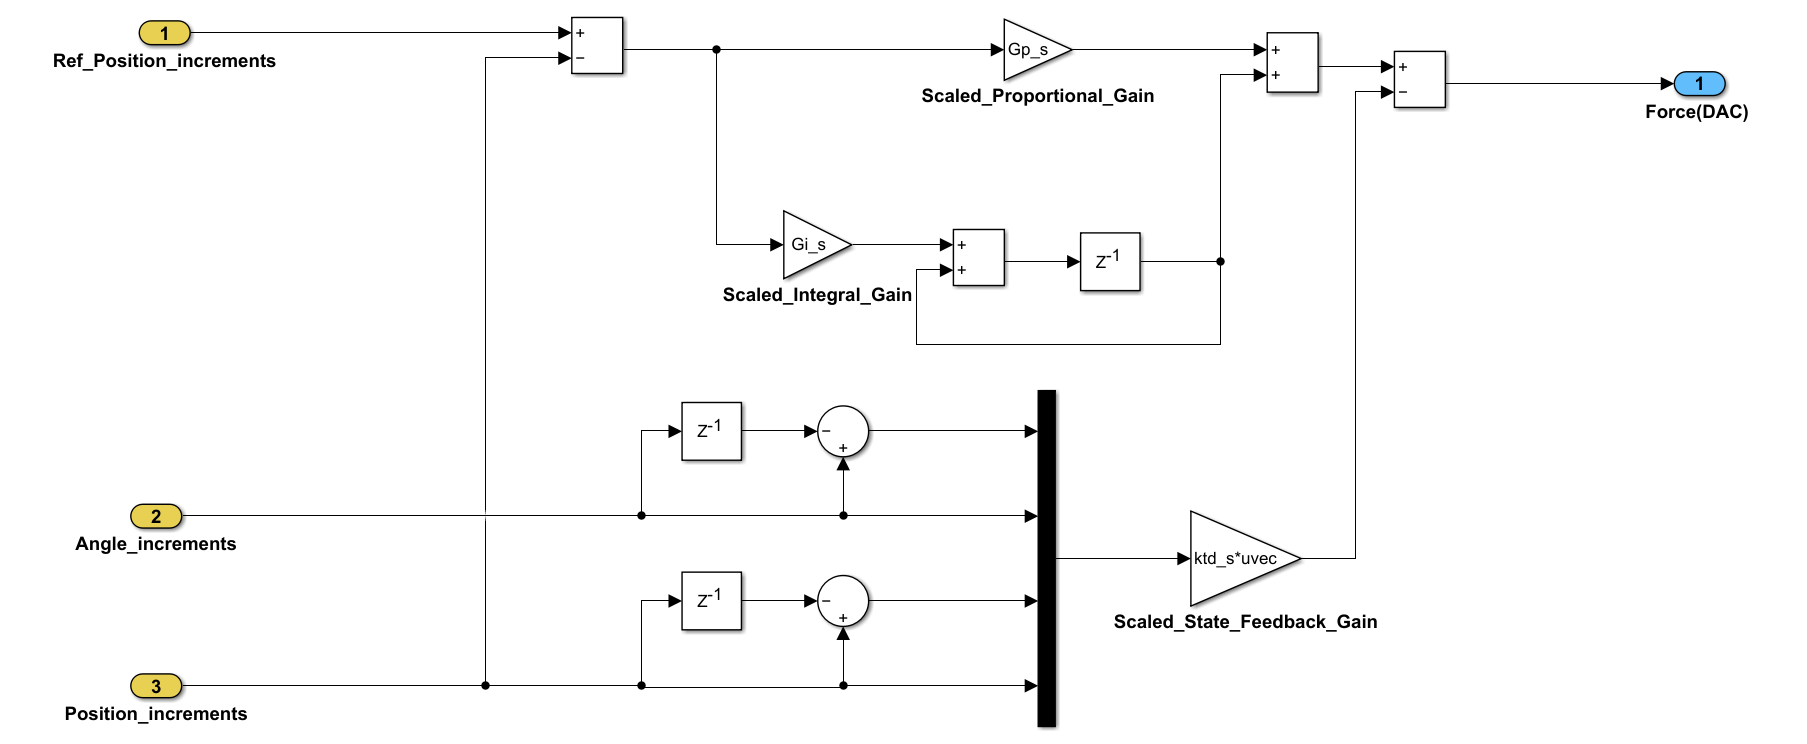 1
Ref_Position_increments
+
−
Gp_s
Scaled_Proportional_Gain
+
+
+
−
1
Force(DAC)
Gi_s
Scaled_Integral_Gain
+
+
Z-1
Z-1
−
+
2
Angle_increments
ktd_s*uvec
Scaled_State_Feedback_Gain
Z-1
−
+
3
Position_increments